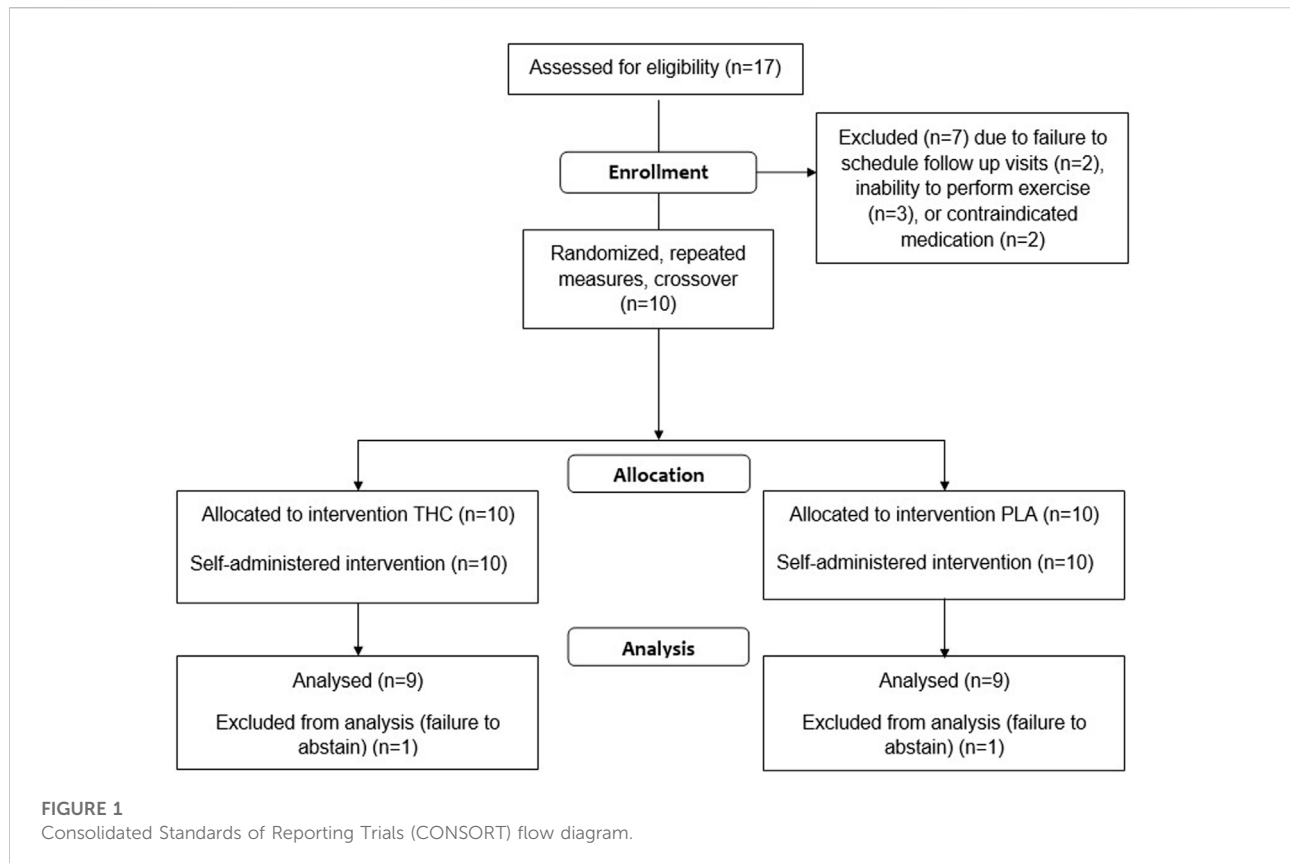 Assessed for eligibility (n=17)
Excluded (n=7) due to failure to
schedule follow up visits (n=2),
inability to perform exercise
(n=3), or contraindicated
medication (n=2)
Enrollment
Randomized, repeated
measures, crossover
(n=10)
Allocation
Allocated to intervention THC (n=10)
Self-administered intervention (n=10)
Allocated to intervention PLA (n=10)
Self-administered intervention (n=10)
Analysis
Analysed (n=9)
Excluded from analysis (failure to
abstain) (n=1)
Analysed (n=9)
Excluded from analysis (failure to
abstain) (n=1)
FIGURE 1
Consolidated Standards of Reporting Trials (CONSORT) flow diagram.